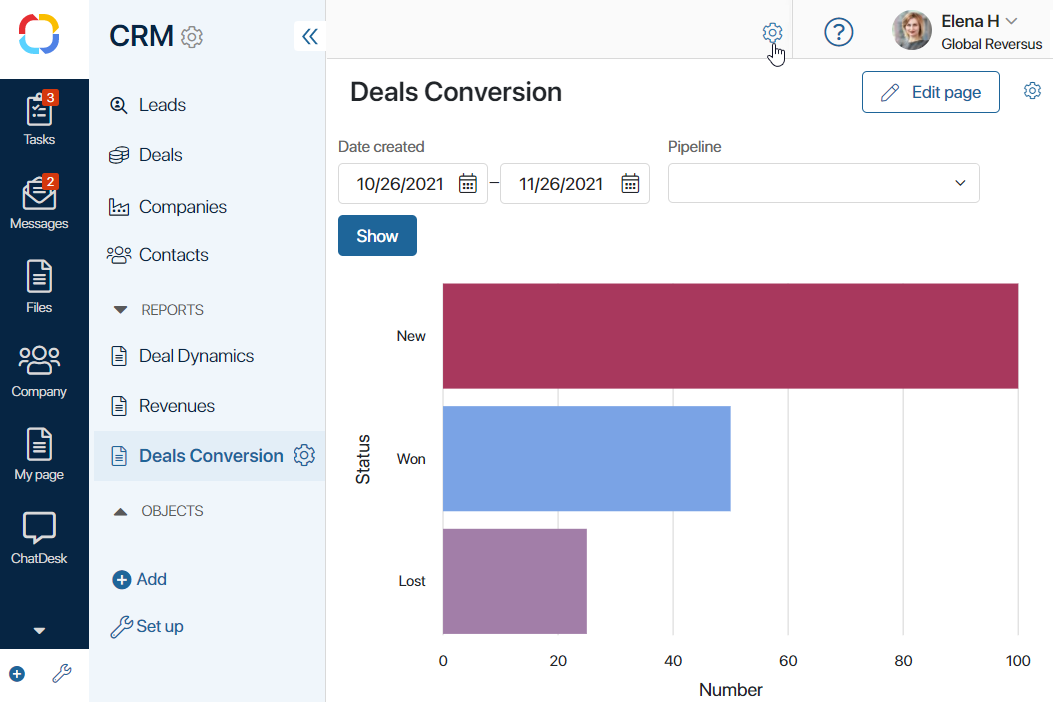 3
Tasks
2
Messages
Files
Company
My page
ChatDesk
CRM
Leads
Deals
Companies
Contacts
REPORTS
Deal Dynamics
Revenues
Deals Conversion
OBJECTS
Add
Set up
?
Elena H
Global Reversus
Deals Conversion
Edit page
Date created
Pipeline
10/26/2021 – 11/26/2021
Show
Status
New
Won
Lost
0 20 40 60 80 100
Number